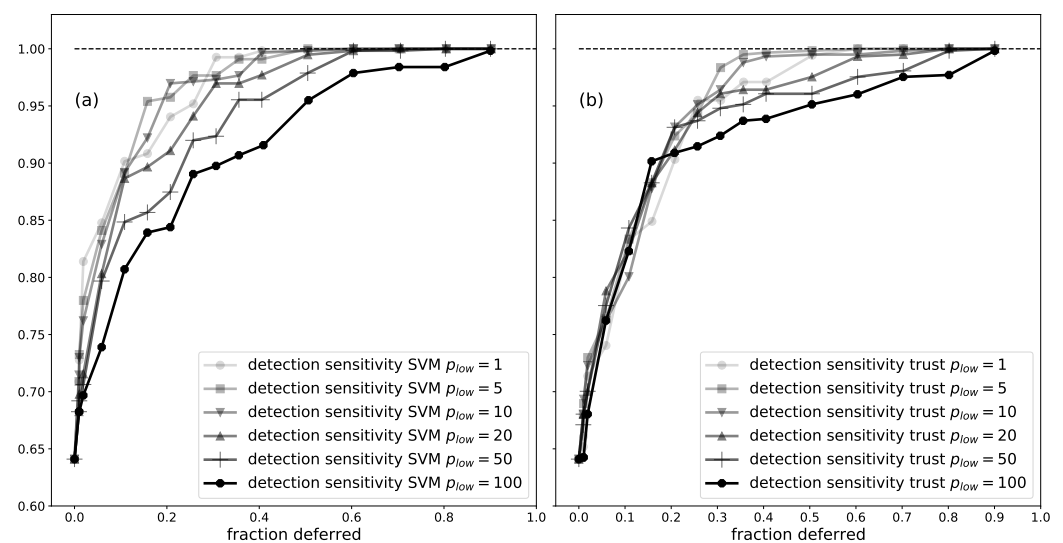 1.00
0.95
0.90
0.85
0.80
0.75
0.70
0.65
0.60
(a)
detection sensitivity SVM p_low = 1
detection sensitivity SVM p_low = 5
detection sensitivity SVM p_low = 10
detection sensitivity SVM p_low = 20
detection sensitivity SVM p_low = 50
detection sensitivity SVM p_low = 100
0.0 0.2 0.4 0.6 0.8 1.0
fraction deferred
(b)
detection sensitivity trust p_low = 1
detection sensitivity trust p_low = 5
detection sensitivity trust p_low = 10
detection sensitivity trust p_low = 20
detection sensitivity trust p_low = 50
detection sensitivity trust p_low = 100
0.0 0.1 0.2 0.3 0.4 0.5 0.6 0.7 0.8 0.9 1.0
fraction deferred